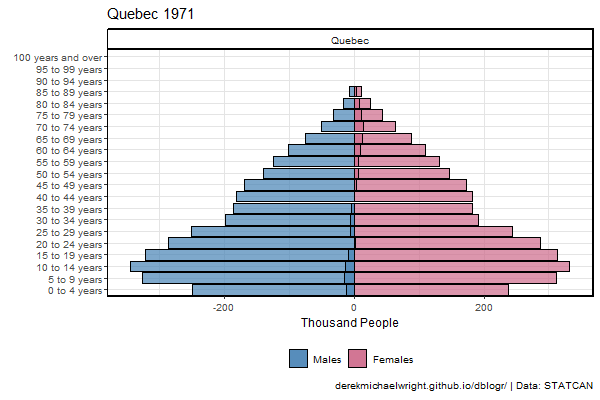 Quebec 1971
Quebec
100 years and over
95 to 99 years
90 to 94 years
85 to 89 years
80 to 84 years
75 to 79 years
70 to 74 years
65 to 69 years
60 to 64 years
55 to 59 years
50 to 54 years
45 to 49 years
40 to 44 years
35 to 39 years
30 to 34 years
25 to 29 years
20 to 24 years
15 to 19 years
10 to 14 years
5 to 9 years
0 to 4 years
-200 0 200
Thousand People
Males Females
derekmichaelwright.github.io/dblogr/ | Data: STATCAN